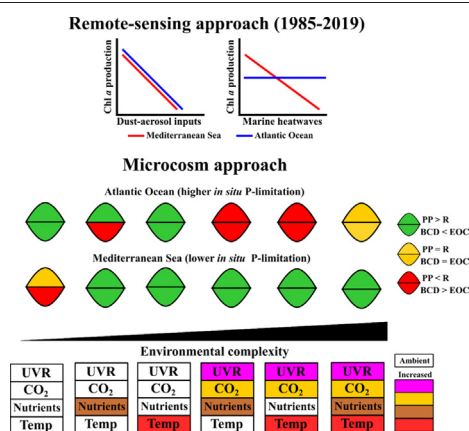 Remote-sensing approach (1985-2019)
Chl a production
Dust-aerosol inputs
Chl a production
Marine heatwaves
Mediterranean Sea
Atlantic Ocean
Microcosm approach
Atlantic Ocean (higher in situ P-limitation)
PP > R
BCD < EOC
Mediterranean Sea (lower in situ P-limitation)
PP = R
BCD = EOC
PP < R
BCD > EOC
Environmental complexity
UVR UVR UVR UVR UVR UVR
CO₂ CO₂ CO₂ CO₂ CO₂ CO₂
Nutrients Nutrients Nutrients Nutrients Nutrients Nutrients
Temp Temp Temp Temp Temp Temp
Ambient
Increased